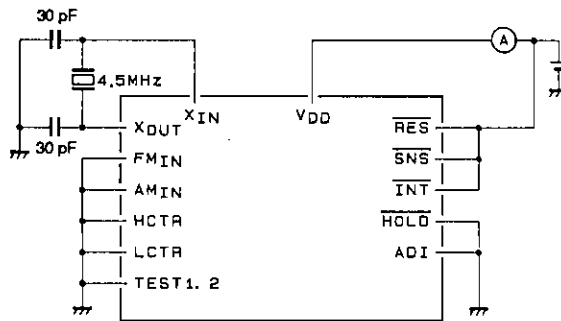 30 pF
A
4.5MHz
XIN
VDD
XOUT
RES
30 pF
FMIN
SNS
AMIN
INT
HCTR
HOLD
LCTR
ADI
TEST1. 2